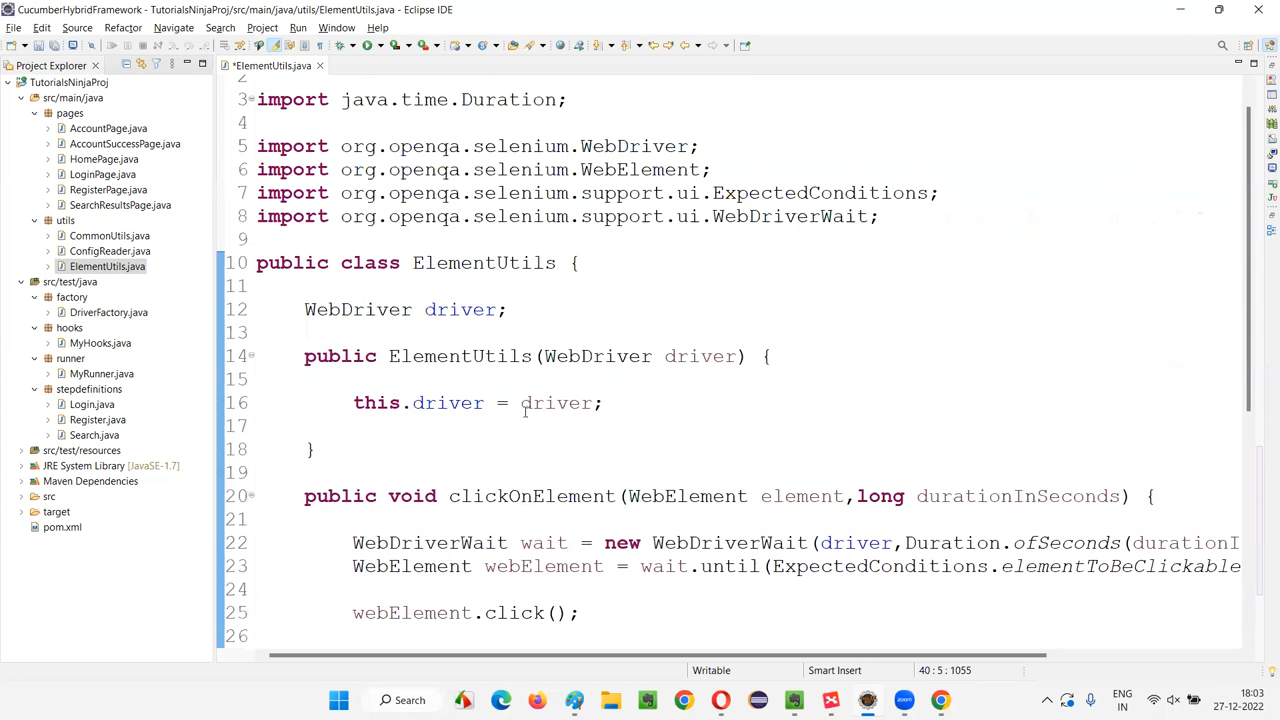 CucumberHybridFramework - TutorialsNinjaProj/src/main/java/utils/ElementUtils.java - Eclipse IDE
File Edit Source Refactor Navigate Search Project Run Window Help
Project Explorer
*ElementUtils.java
TutorialsNinjaProj
src/main/java
pages
AccountPage.java
AccountSuccessPage.java
HomePage.java
LoginPage.java
RegisterPage.java
SearchResultsPage.java
utils
CommonUtils.java
ConfigReader.java
ElementUtils.java
src/test/java
factory
DriverFactory.java
hooks
MyHooks.java
runner
MyRunner.java
stepdefinitions
Login.java
Register.java
Search.java
src/test/resources
JRE System Library [JavaSE-1.7]
Maven Dependencies
src
target
pom.xml
2
3 import java.time.Duration;
4
5 import org.openqa.selenium.WebDriver;
6 import org.openqa.selenium.WebElement;
7 import org.openqa.selenium.support.ui.ExpectedConditions;
8 import org.openqa.selenium.support.ui.WebDriverWait;
9
10 public class ElementUtils {
11
12 WebDriver driver;
13
14 public ElementUtils(WebDriver driver) {
15
16 this.driver = driver;
17
18 }
19
20 public void clickOnElement(WebElement element,long durationInSeconds) {
21
22 WebDriverWait wait = new WebDriverWait(driver,Duration.ofSeconds(durationI
23 WebElement webElement = wait.until(ExpectedConditions.elementToBeClickable
24
25 webElement.click();
26
Writable
Smart Insert
40 : 5 : 1055
Search
zoom
ENG
IN
18:03
27-12-2022